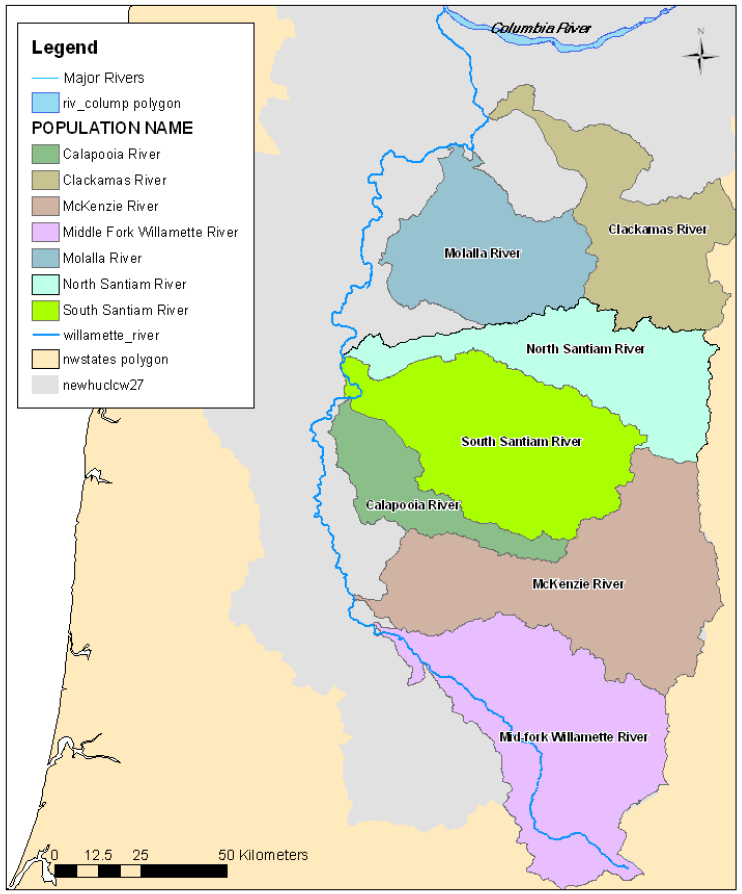 Columbia River
N
Legend
Major Rivers
riv_colump polygon
POPULATION NAME
Calapooia River
Clackamas River
McKenzie River
Middle Fork Willamette River
Molalla River
North Santiam River
South Santiam River
willamette_river
nwstates polygon
newhuclcw27
Clackamas River
Molalla River
North Santiam River
South Santiam River
Calapooia River
McKenzie River
Mid-fork Willamette River
0 12.5 25 50 Kilometers